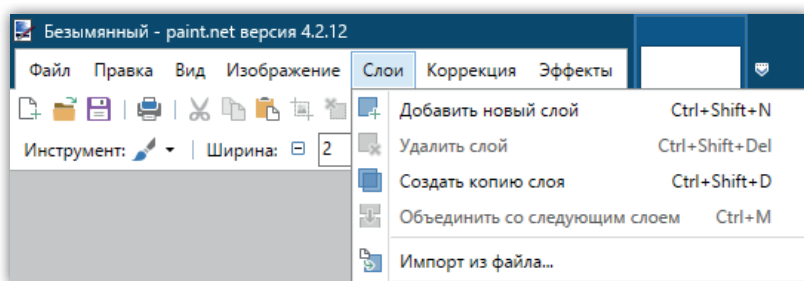 Безымянный - paint.net версия 4.2.12
Файл Правка Вид Изображение Слои Коррекция Эффекты
Добавить новый слой Ctrl+Shift+N
Инструмент: Ширина: 2
Удалить слой Ctrl+Shift+Del
Создать копию слоя Ctrl+Shift+D
Объединить со следующим слоем Ctrl+M
Импорт из файла...